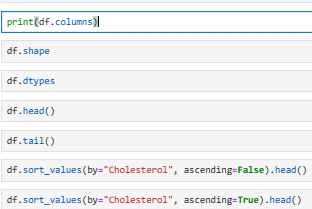 print(df.columns)
df.shape
df.dtypes
df.head()
df.tail()
df.sort_values(by="Cholesterol", ascending=False).head()
df.sort_values(by="Cholesterol", ascending=True).head()